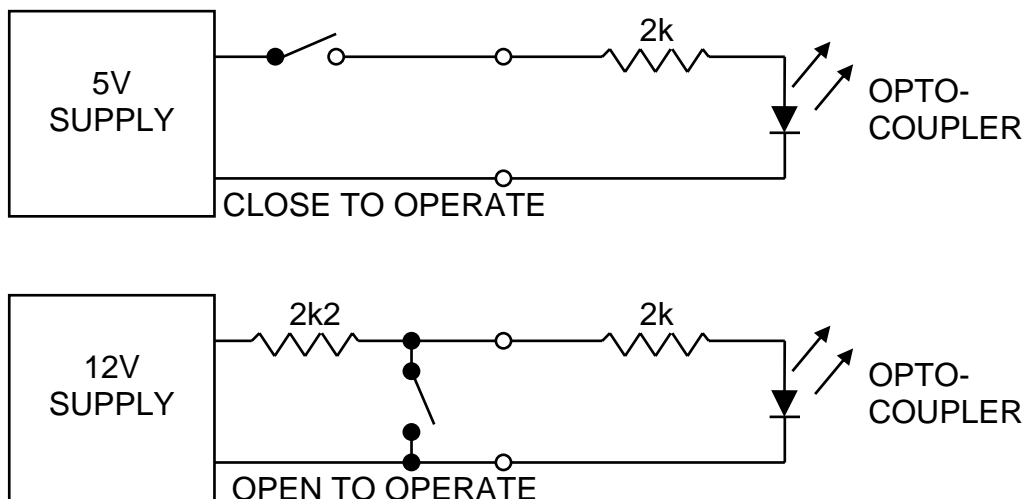 2k
5V
SUPPLY
OPTO-
COUPLER
CLOSE TO OPERATE
2k2
2k
12V
SUPPLY
OPTO-
COUPLER
OPEN TO OPERATE